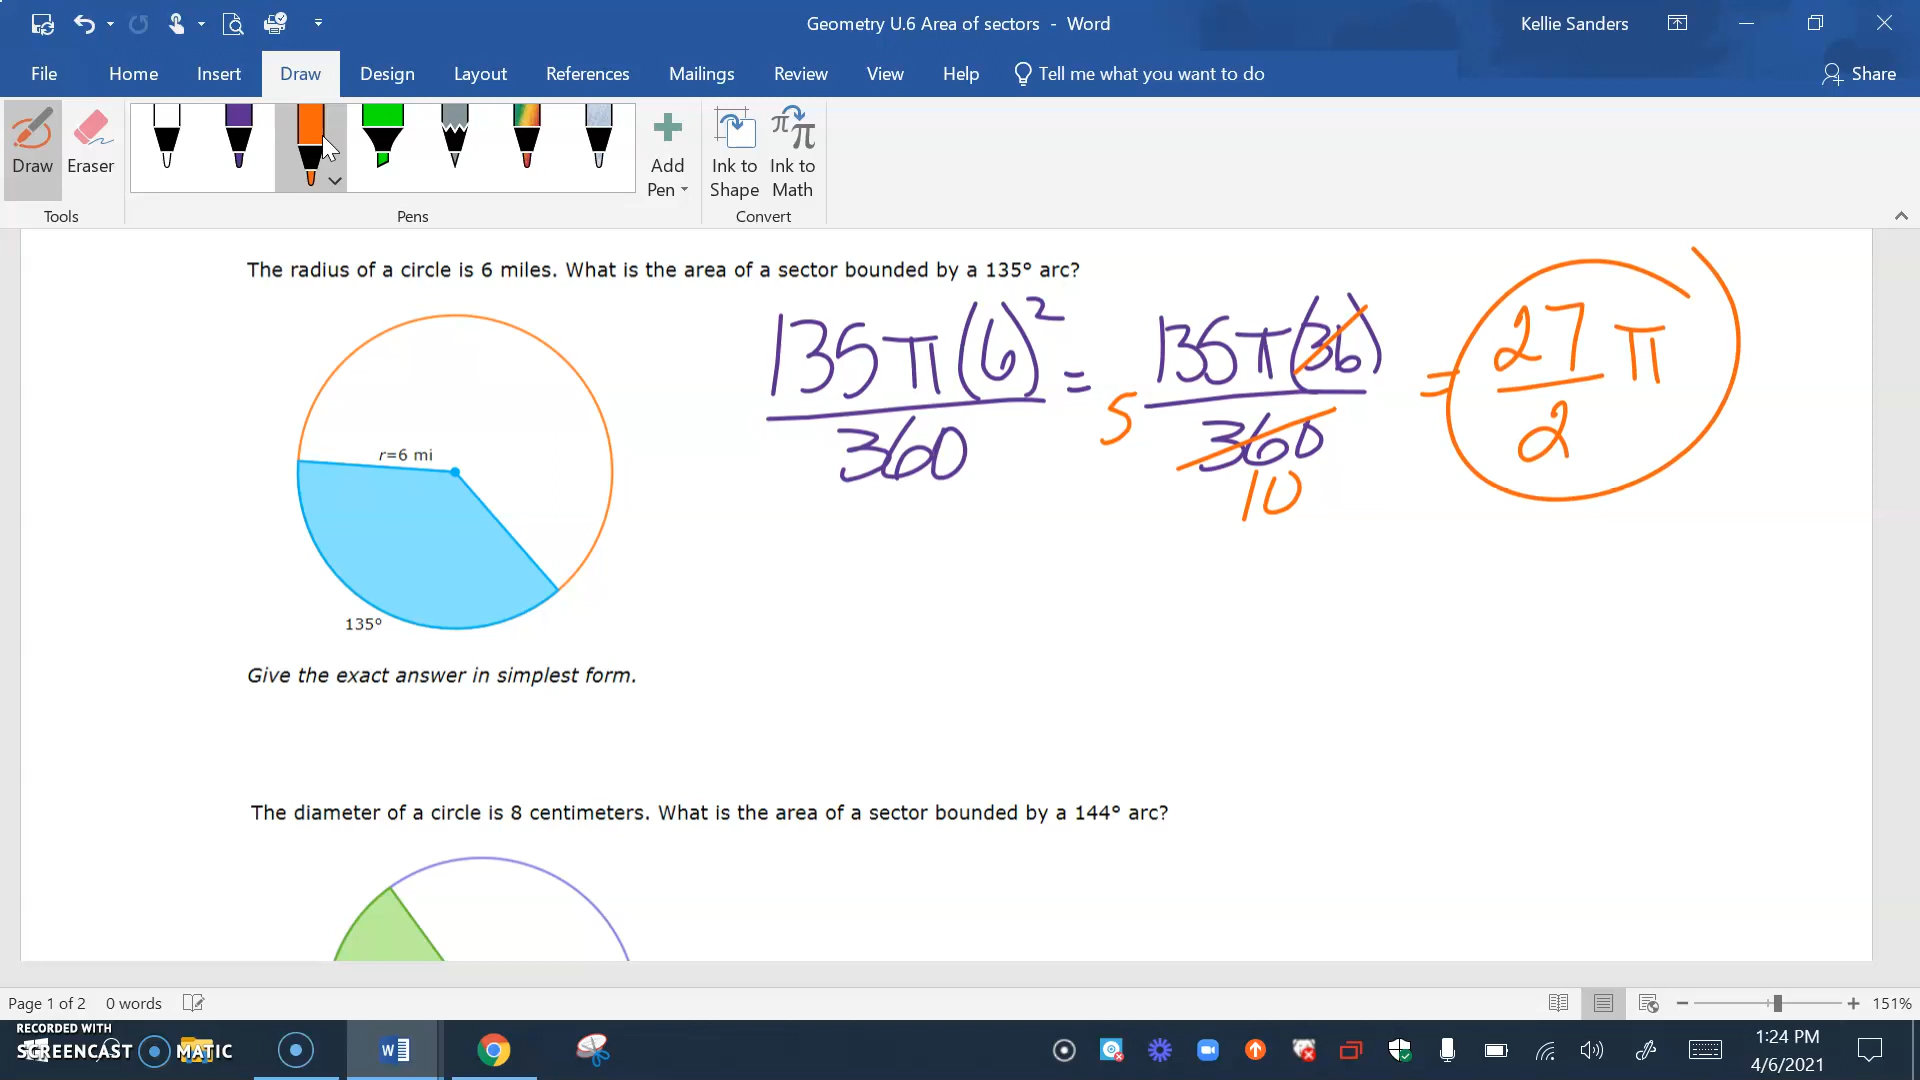 Geometry U.6 Area of sectors - Word
Kellie Sanders
File Home Insert Draw Design Layout References Mailings Review View Help Tell me what you want to do Share
Draw Eraser Add Pen Ink to Shape Ink to Math
Tools Pens Convert
The radius of a circle is 6 miles. What is the area of a sector bounded by a 135° arc?
135π(6)² / 360 = 135π(36) / 360 = 27/2 π
5
10
r=6 mi
135°
Give the exact answer in simplest form.
The diameter of a circle is 8 centimeters. What is the area of a sector bounded by a 144° arc?
Page 1 of 2 0 words 151%
RECORDED WITH
SCREENCAST MATIC
1:24 PM
4/6/2021